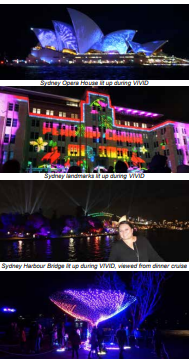 Sydney Opera House lit up during VIVID
Sydney landmarks lit up during VIVID
Sydney Harbour Bridge lit up during VIVID, viewed from dinner cruise